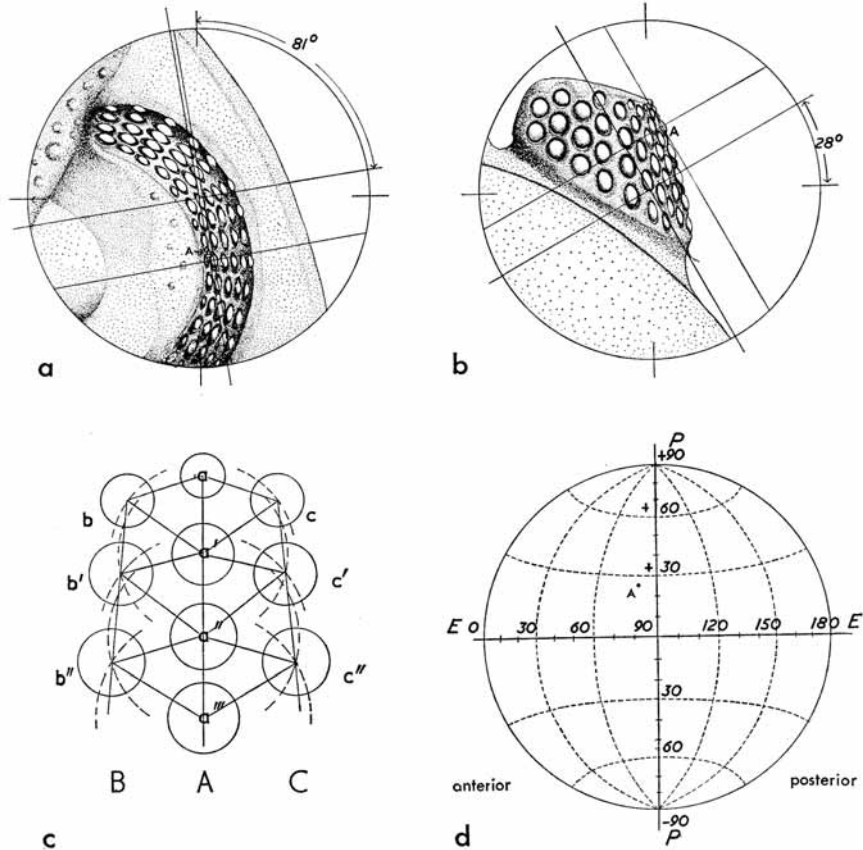 81°
A
a
28°
A
b
a
b
c
a'
b'
c'
a''
b''
c''
a'''
B A C
c
P
+90
+ 60
+ 30
A
E 0 30 60 90 120 150 180 E
30
60
anterior
posterior
-90
P
d